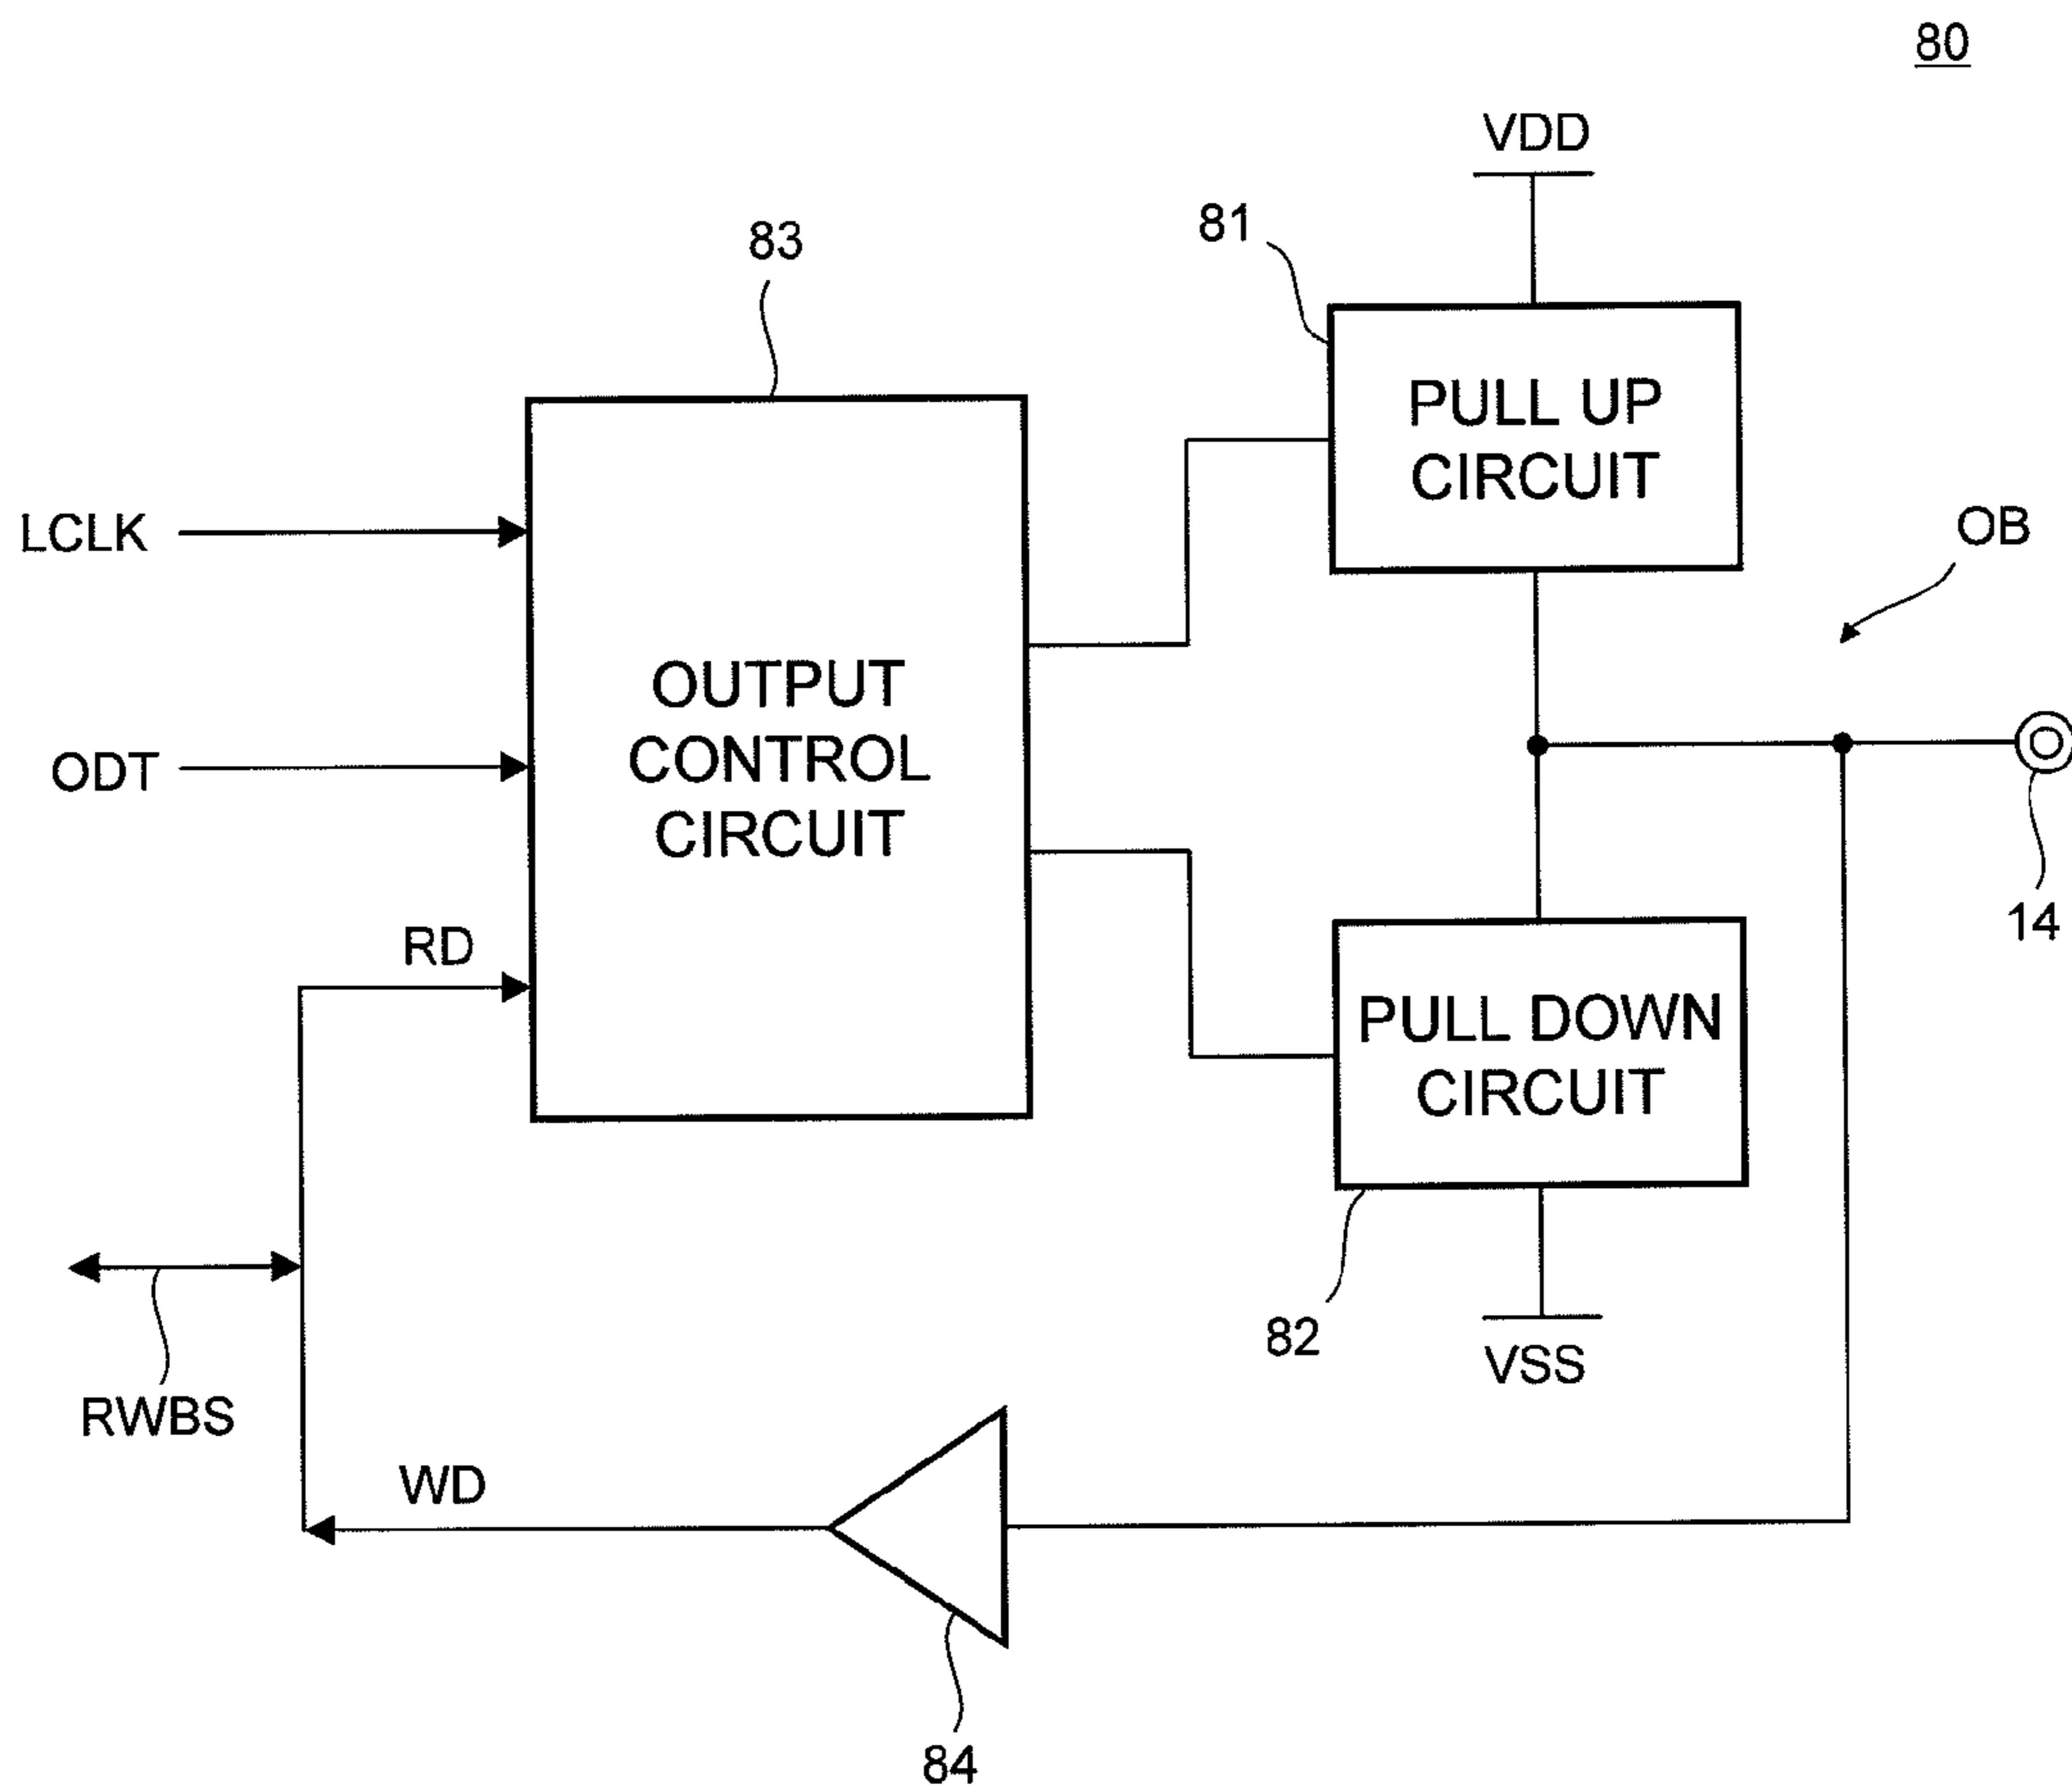 80
VDD
81
83
PULL UP
CIRCUIT
OB
LCLK
OUTPUT
CONTROL
CIRCUIT
ODT
14
RD
PULL DOWN
CIRCUIT
82
VSS
RWBS
WD
84